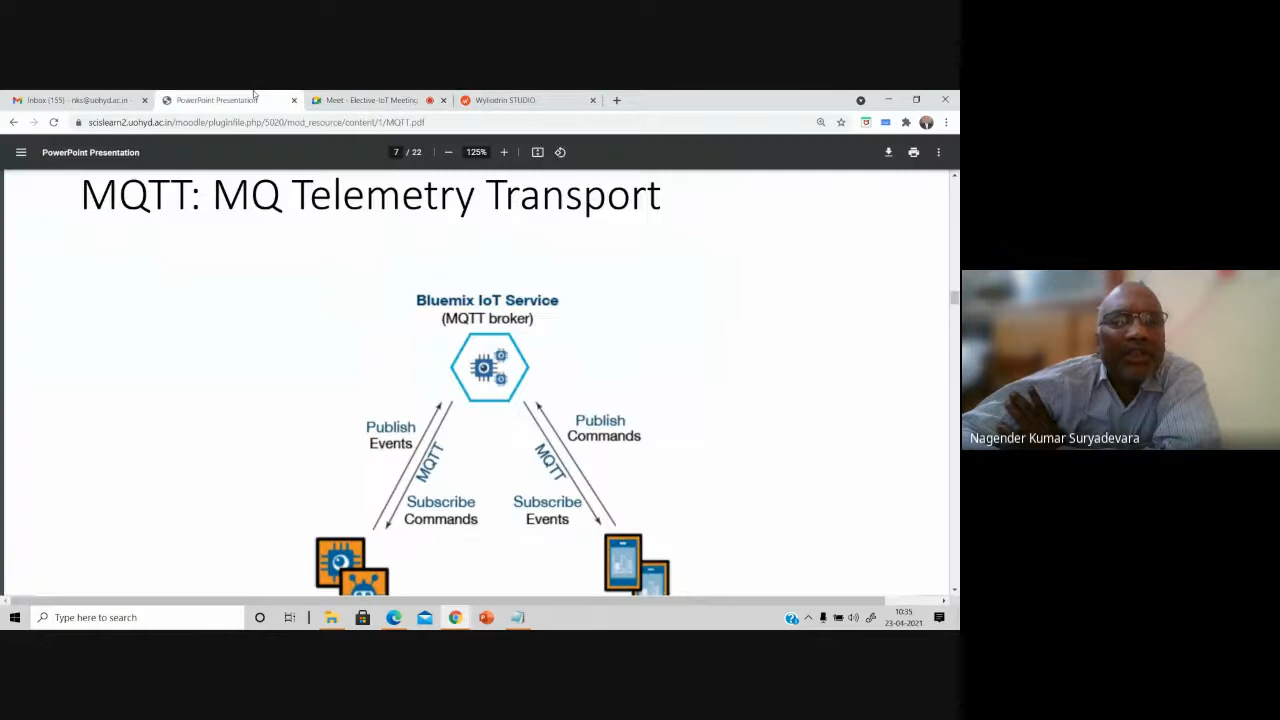 Inbox (155) - nks@uohyd.ac.in -
PowerPoint Presentation
Meet - Elective-IoT Meeting
Wyliodrin STUDIO
scislearn2.uohyd.ac.in/moodle/pluginfile.php/5020/mod_resource/content/1/MQTT.pdf
PowerPoint Presentation
7 / 22
125%
MQTT: MQ Telemetry Transport
Bluemix IoT Service
(MQTT broker)
Publish
Events
MQTT
Subscribe
Commands
Publish
Commands
MQTT
Subscribe
Events
Nagender Kumar Suryadevara
Type here to search
10:35
23-04-2021